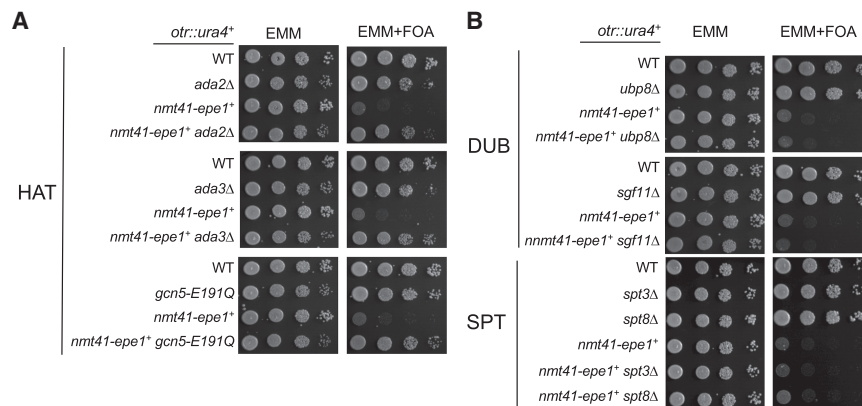 A
otr::ura4+ EMM EMM+FOA
HAT
WT
ada2Δ
nmt41-epe1+
nmt41-epe1+ ada2Δ
WT
ada3Δ
nmt41-epe1+
nmt41-epe1+ ada3Δ
WT
gcn5-E191Q
nmt41-epe1+
nmt41-epe1+ gcn5-E191Q
B
otr::ura4+ EMM EMM+FOA
DUB
WT
ubp8Δ
nmt41-epe1+
nmt41-epe1+ ubp8Δ
WT
sgf11Δ
nmt41-epe1+
nnmt41-epe1+ sgf11Δ
SPT
WT
spt3Δ
spt8Δ
nmt41-epe1+
nmt41-epe1+ spt3Δ
nmt41-epe1+ spt8Δ